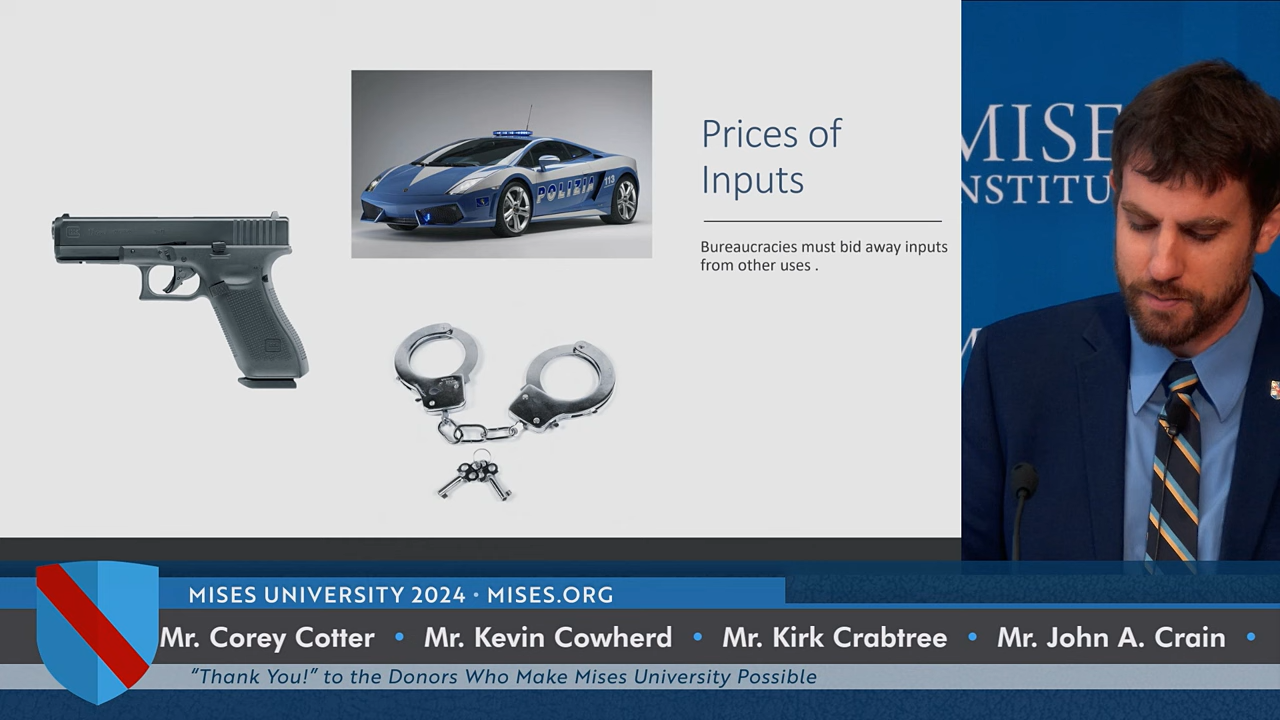 Prices of
Inputs
Bureaucracies must bid away inputs
from other uses .
POLIZIA
113
MISES
INSTITU
MISES UNIVERSITY 2024 • MISES.ORG
Mr. Corey Cotter • Mr. Kevin Cowherd • Mr. Kirk Crabtree • Mr. John A. Crain •
“Thank You!” to the Donors Who Make Mises University Possible